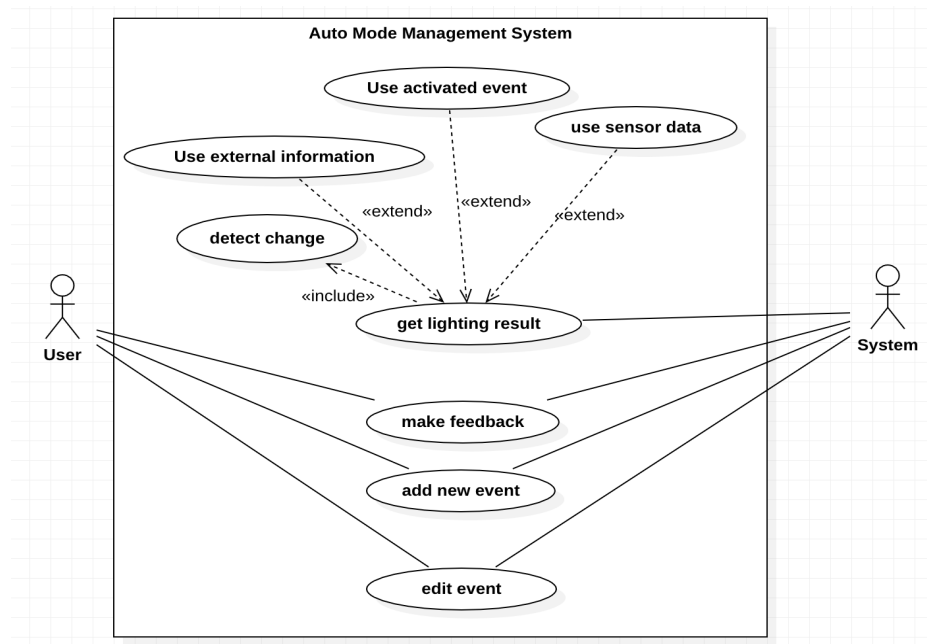 Auto Mode Management System
Use activated event
use sensor data
Use external information
«extend»
«extend»
«extend»
detect change
«include»
get lighting result
User
System
make feedback
add new event
edit event